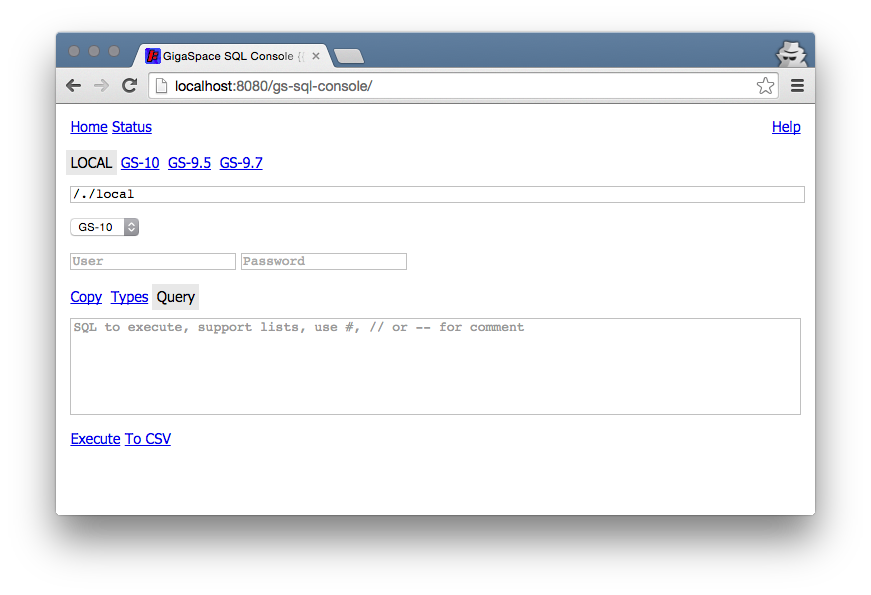 GigaSpace SQL Console {{
localhost:8080/gs-sql-console/
Home Status Help
LOCAL GS-10 GS-9.5 GS-9.7
/./local
GS-10
User Password
Copy Types Query
SQL to execute, support lists, use #, // or -- for comment
Execute To CSV